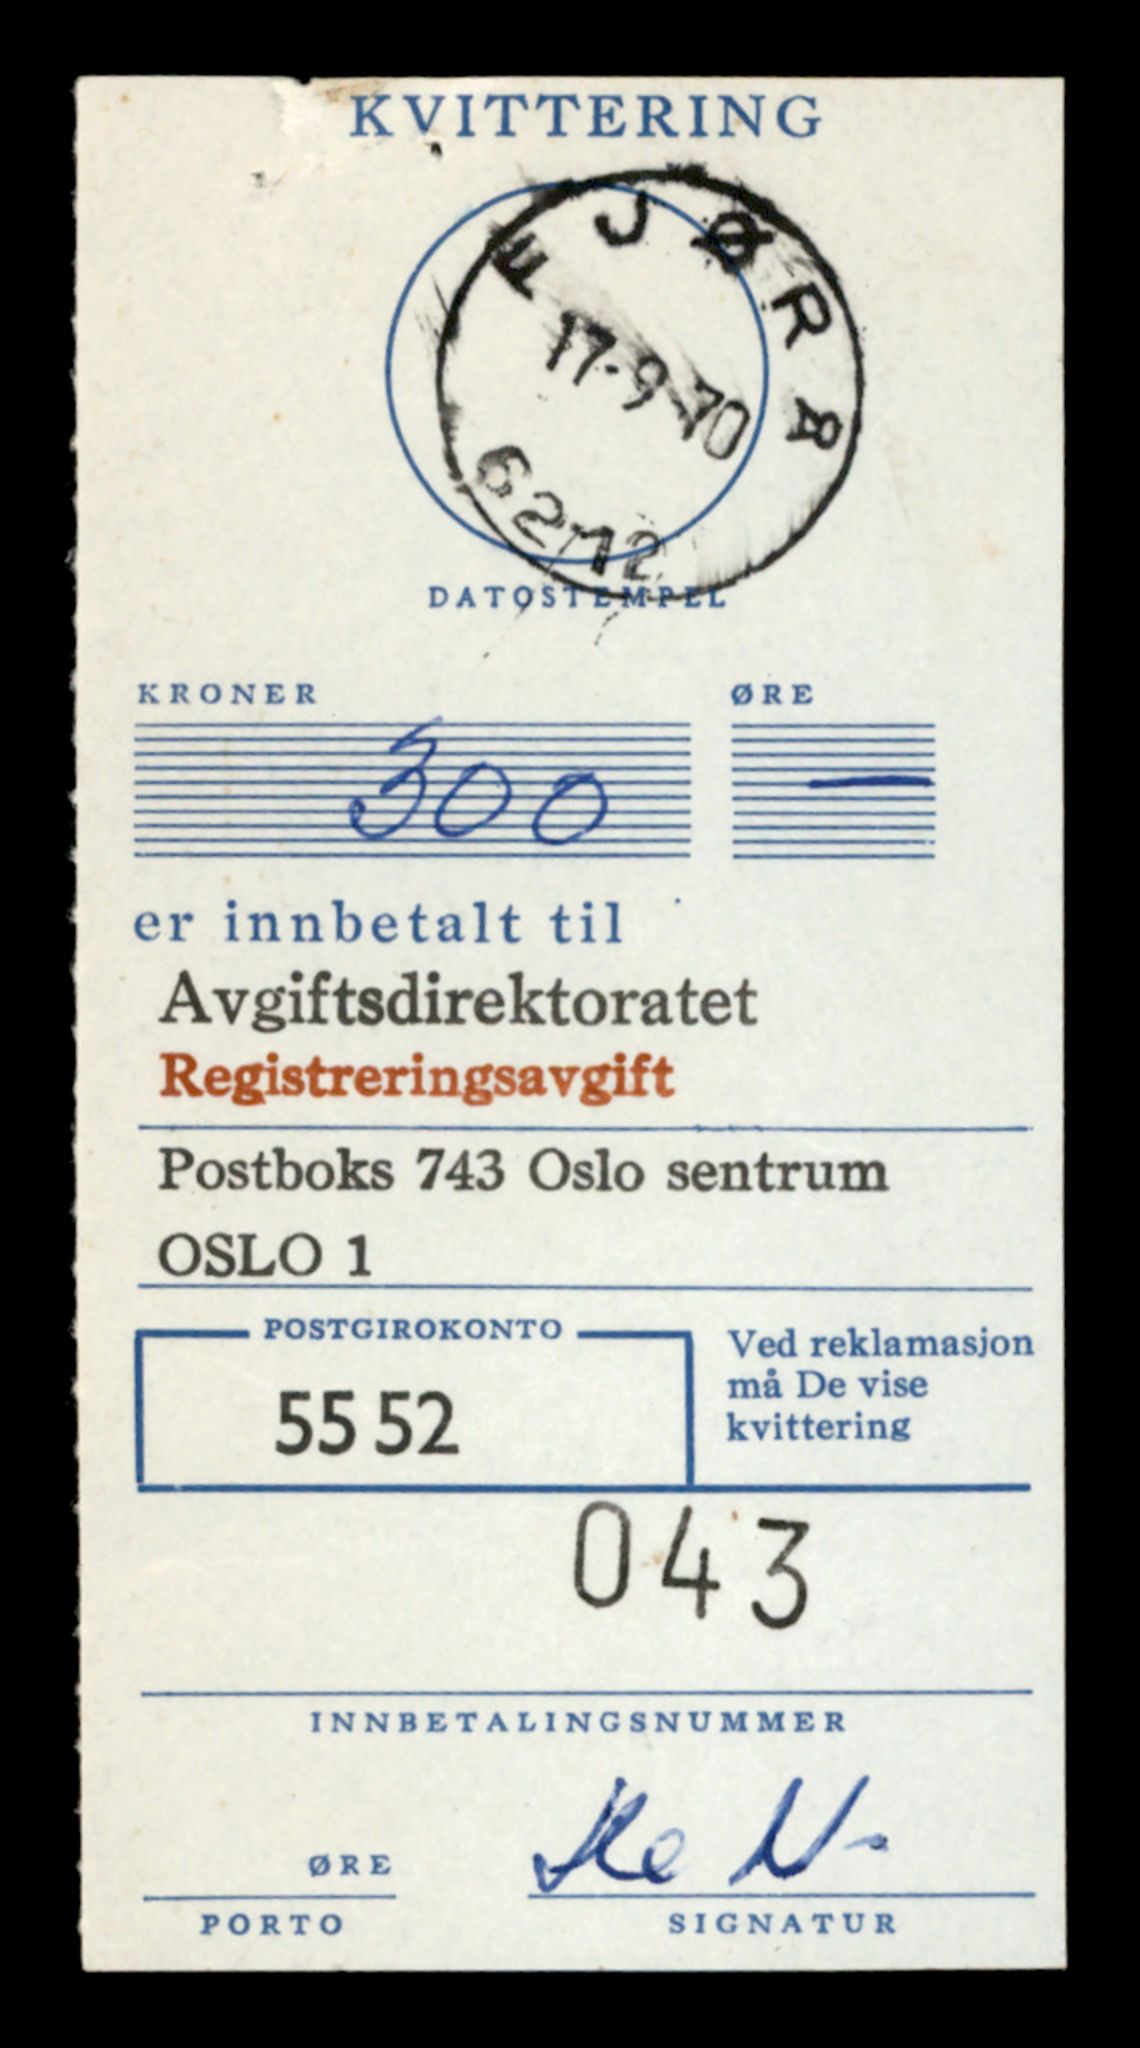 KVITTERING
FJØRÅ
17-9-70
6272
DATOSTEMPEL
KRONER ØRE
300 —
er innbetalt til
Avgiftsdirektoratet
Registreringsavgift
Postboks 743 Oslo sentrum
OSLO 1
POSTGIROKONTO
55 52
Ved reklamasjon
må De vise
kvittering
043
INNBETALINGSNUMMER
ØRE
PORTO
SIGNATUR